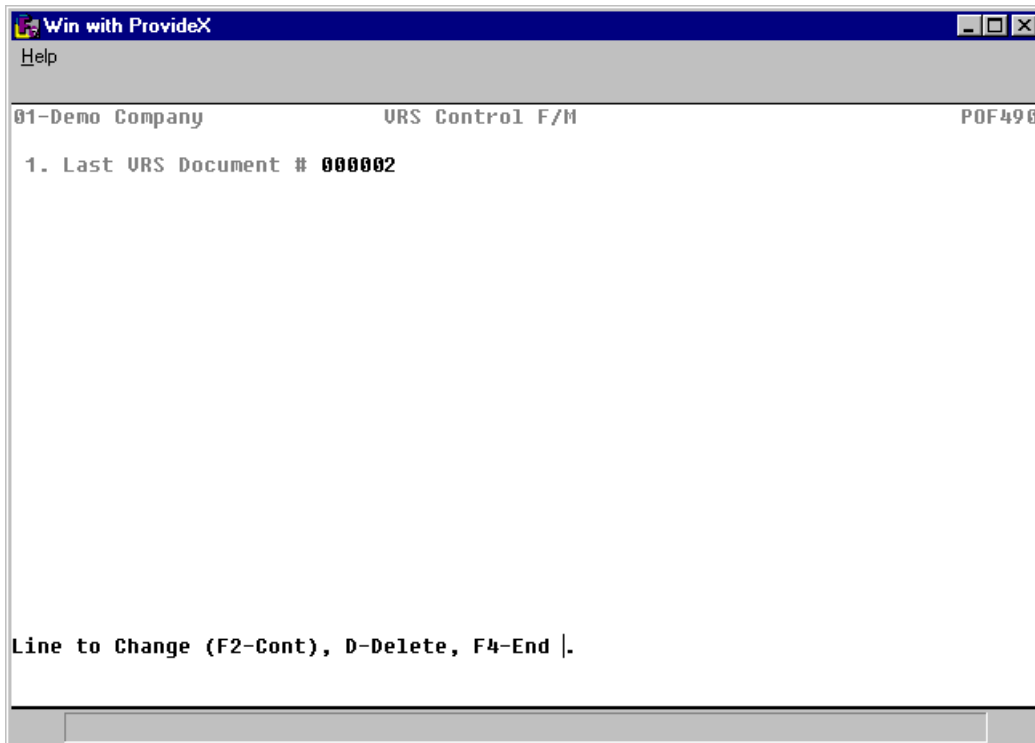 Win with ProvideX
Help
01-Demo Company VRS Control F/M POF490
1. Last VRS Document # 000002
Line to Change (F2-Cont), D-Delete, F4-End .